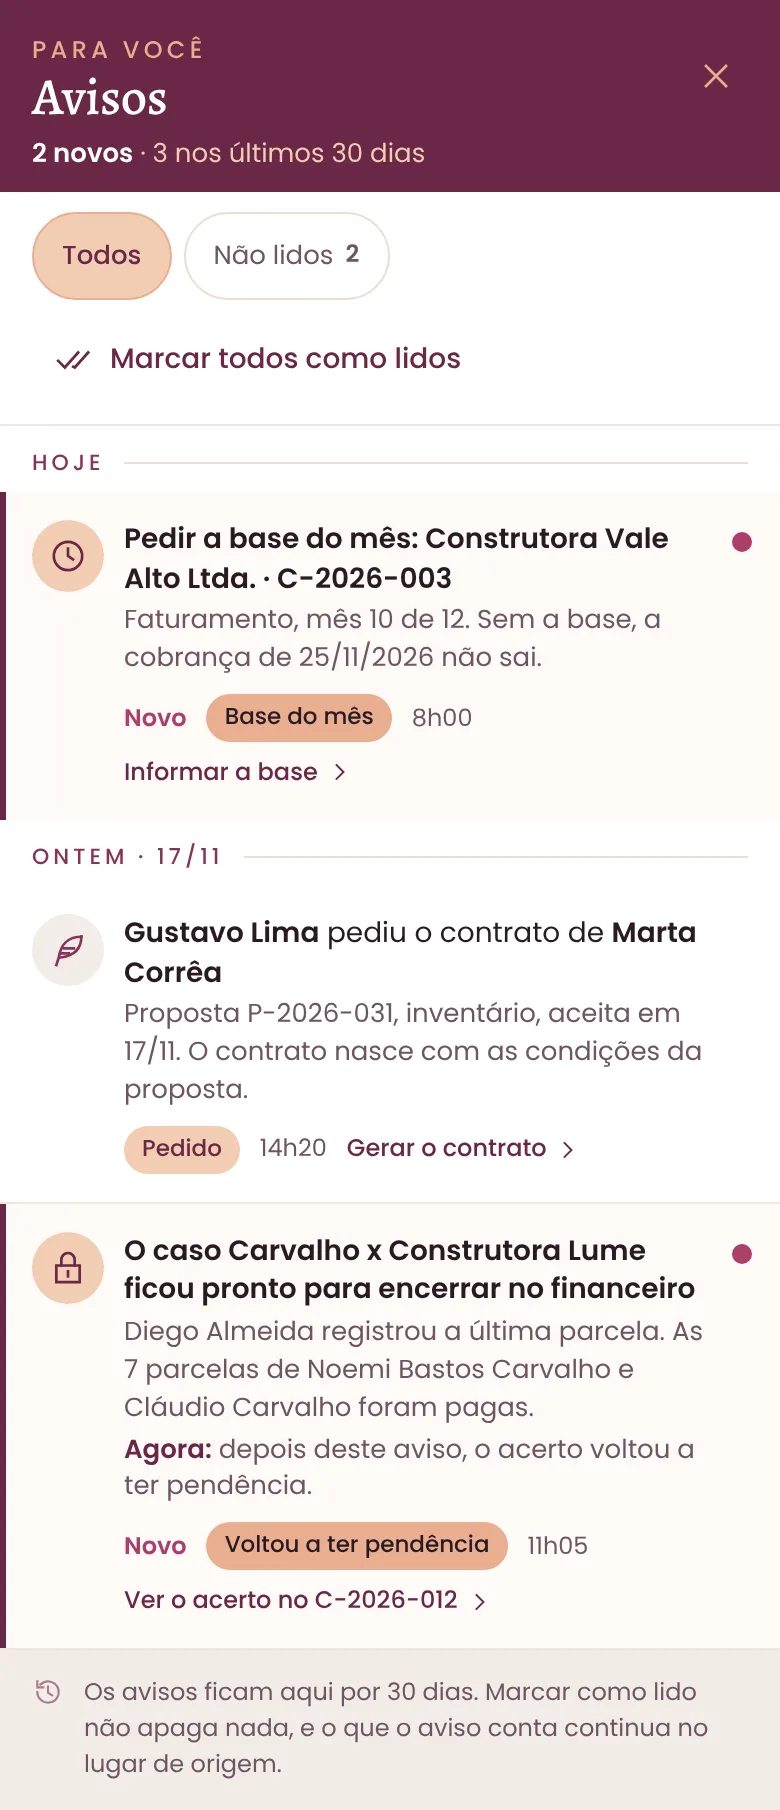 PARA VOCÊ
Avisos
2 novos · 3 nos últimos 30 dias
Todos
Não lidos 2
Marcar todos como lidos
HOJE
Pedir a base do mês: Construtora Vale
Alto Ltda. · C-2026-003
Faturamento, mês 10 de 12. Sem a base, a
cobrança de 25/11/2026 não sai.
Novo Base do mês 8h00
Informar a base
ONTEM · 17/11
Gustavo Lima pediu o contrato de Marta
Corrêa
Proposta P-2026-031, inventário, aceita em
17/11. O contrato nasce com as condições da
proposta.
Pedido 14h20 Gerar o contrato
O caso Carvalho x Construtora Lume
ficou pronto para encerrar no financeiro
Diego Almeida registrou a última parcela. As
7 parcelas de Noemi Bastos Carvalho e
Cláudio Carvalho foram pagas.
Agora: depois deste aviso, o acerto voltou a
ter pendência.
Novo Voltou a ter pendência 11h05
Ver o acerto no C-2026-012
Os avisos ficam aqui por 30 dias. Marcar como lido
não apaga nada, e o que o aviso conta continua no
lugar de origem.